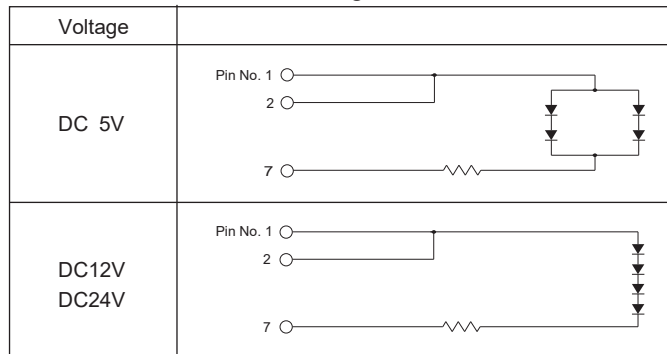 Voltage
DC 5V
Pin No. 1
2
7
DC12V
DC24V
Pin No. 1
2
7